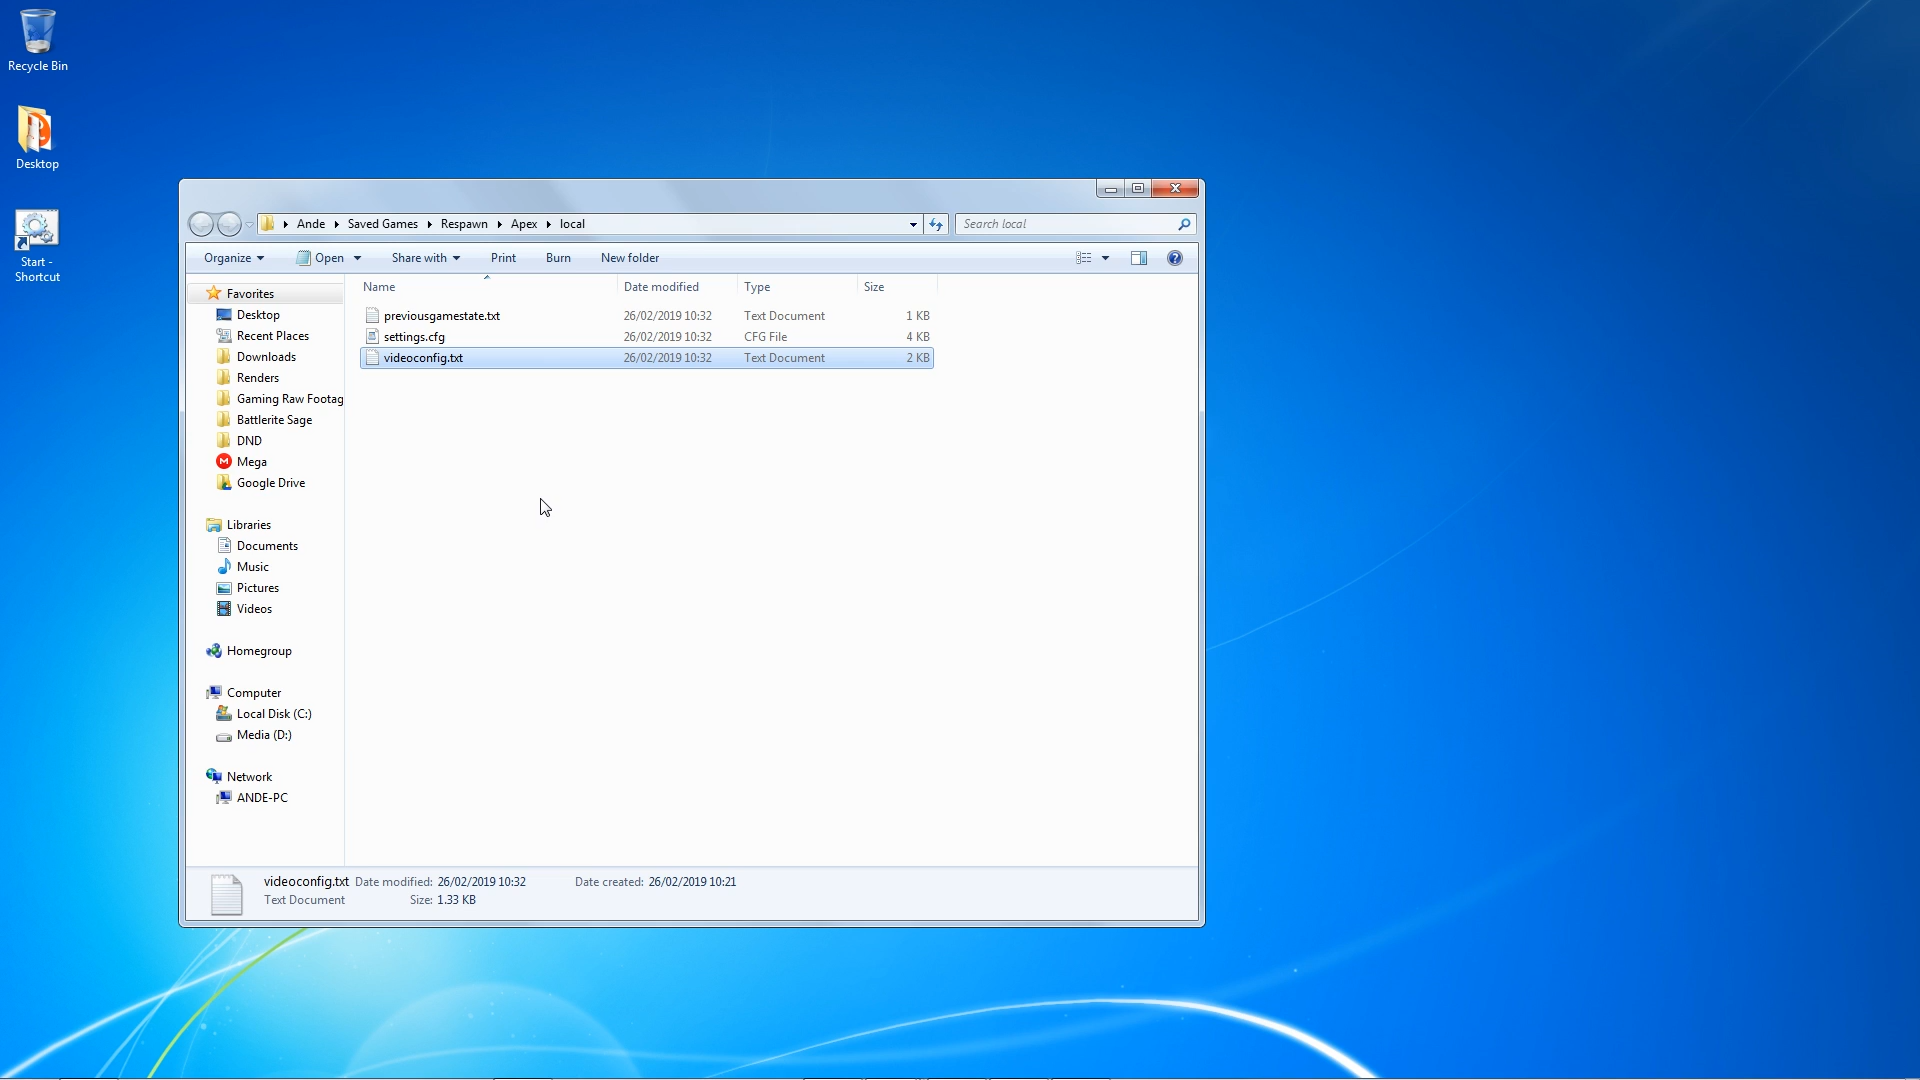 Recycle Bin
Desktop
Start -
Shortcut
Ande Saved Games Respawn Apex local
Search local
Organize Open Share with Print Burn New folder
Name Date modified Type Size
previousgamestate.txt 26/02/2019 10:32 Text Document 1 KB
settings.cfg 26/02/2019 10:32 CFG File 4 KB
videoconfig.txt 26/02/2019 10:32 Text Document 2 KB
Favorites
Desktop
Recent Places
Downloads
Renders
Gaming Raw Footag
Battlerite Sage
DND
Mega
Google Drive
Libraries
Documents
Music
Pictures
Videos
Homegroup
Computer
Local Disk (C:)
Media (D:)
Network
ANDE-PC
videoconfig.txt Date modified: 26/02/2019 10:32 Date created: 26/02/2019 10:21
Text Document Size: 1.33 KB